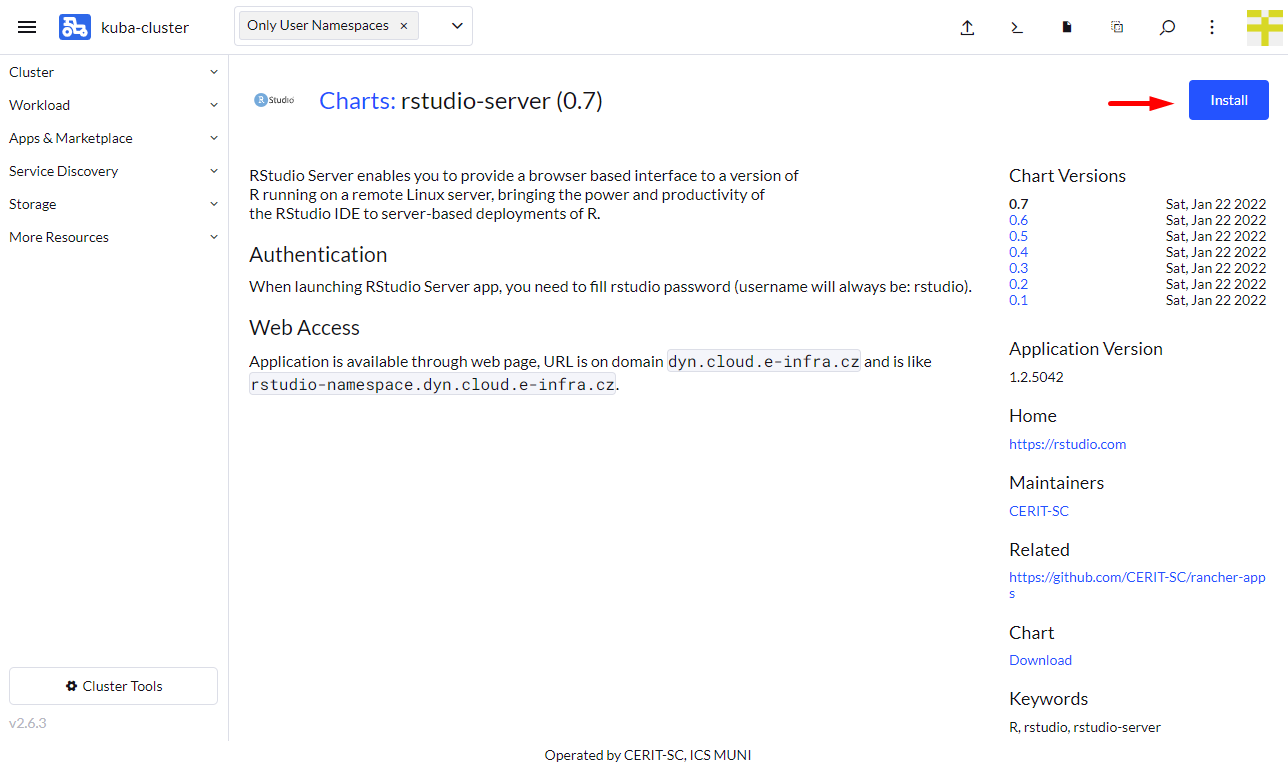 kuba-cluster
Only User Namespaces ×
Cluster
Workload
Apps & Marketplace
Service Discovery
Storage
More Resources
Cluster Tools
v2.6.3
R Studio
Charts: rstudio-server (0.7)
Install
RStudio Server enables you to provide a browser based interface to a version of
R running on a remote Linux server, bringing the power and productivity of
the RStudio IDE to server-based deployments of R.
Authentication
When launching RStudio Server app, you need to fill rstudio password (username will always be: rstudio).
Web Access
Application is available through web page, URL is on domain dyn.cloud.e-infra.cz and is like
rstudio-namespace.dyn.cloud.e-infra.cz.
Chart Versions
0.7 Sat, Jan 22 2022
0.6 Sat, Jan 22 2022
0.5 Sat, Jan 22 2022
0.4 Sat, Jan 22 2022
0.3 Sat, Jan 22 2022
0.2 Sat, Jan 22 2022
0.1 Sat, Jan 22 2022
Application Version
1.2.5042
Home
https://rstudio.com
Maintainers
CERIT-SC
Related
https://github.com/CERIT-SC/rancher-app
s
Chart
Download
Keywords
R, rstudio, rstudio-server
Operated by CERIT-SC, ICS MUNI